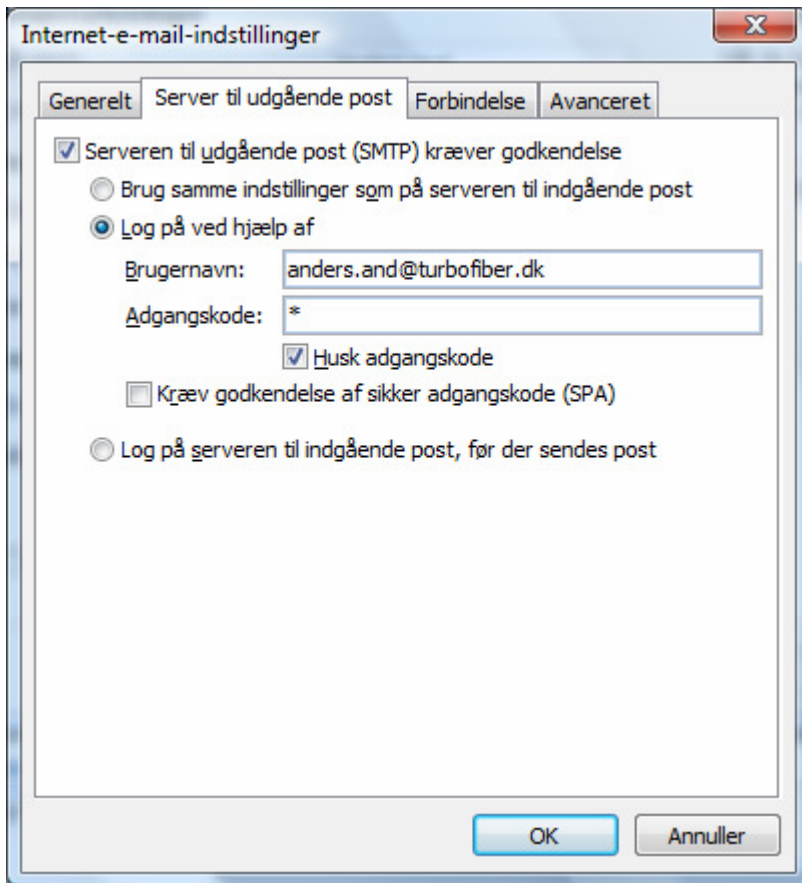 Internet-e-mail-indstillinger
Generelt
Server til udgående post
Forbindelse
Avanceret
Serveren til udgående post (SMTP) kræver godkendelse
Brug samme indstillinger som på serveren til indgående post
Log på ved hjælp af
Brugernavn: anders.and@turbofiber.dk
Adgangskode: *
Husk adgangskode
Kræv godkendelse af sikker adgangskode (SPA)
Log på serveren til indgående post, før der sendes post
OK
Annuller